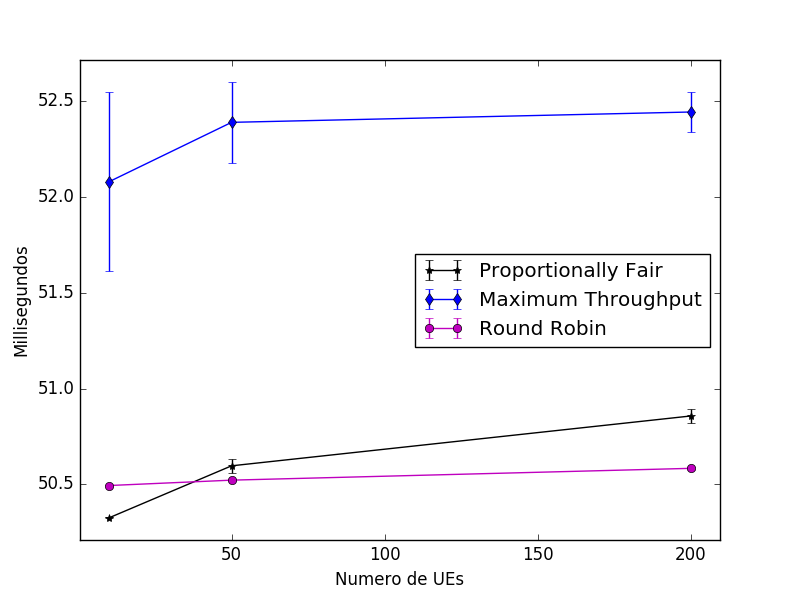 52.5
52.0
51.5
51.0
50.5
Millisegundos
Proportionally Fair
Maximum Throughput
Round Robin
50 100 150 200
Numero de UEs